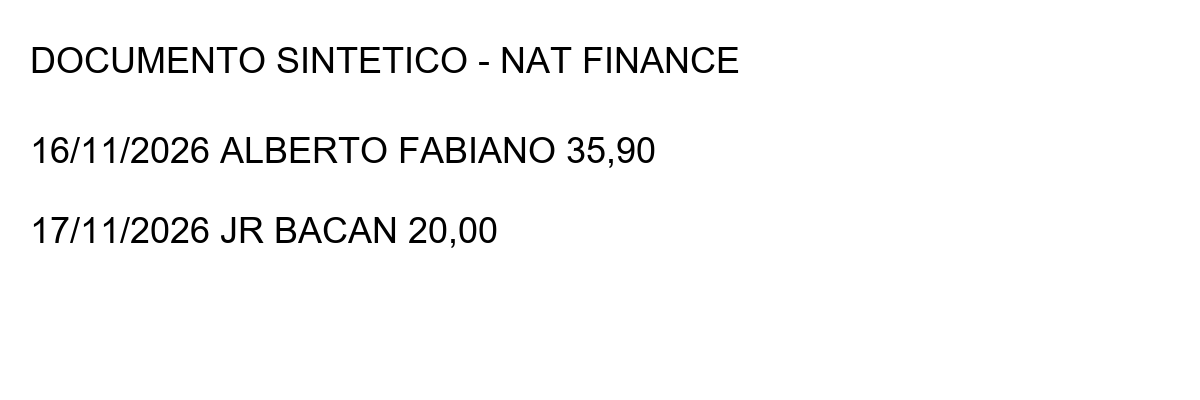 DOCUMENTO SINTETICO - NAT FINANCE
16/11/2026 ALBERTO FABIANO 35,90
17/11/2026 JR BACAN 20,00